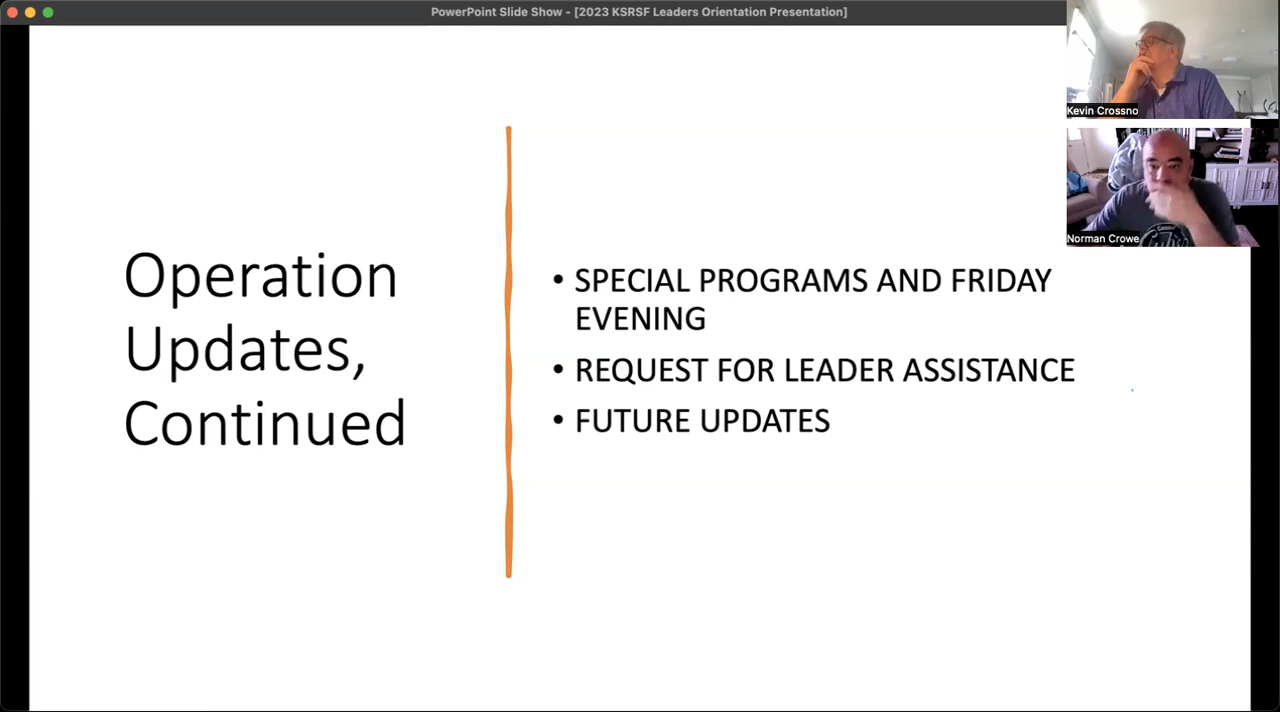 PowerPoint Slide Show - [2023 KSRSF Leaders Orientation Presentation]
Kevin Crossno
Norman Crowe
Operation
Updates,
Continued
• SPECIAL PROGRAMS AND FRIDAY
EVENING
• REQUEST FOR LEADER ASSISTANCE
• FUTURE UPDATES